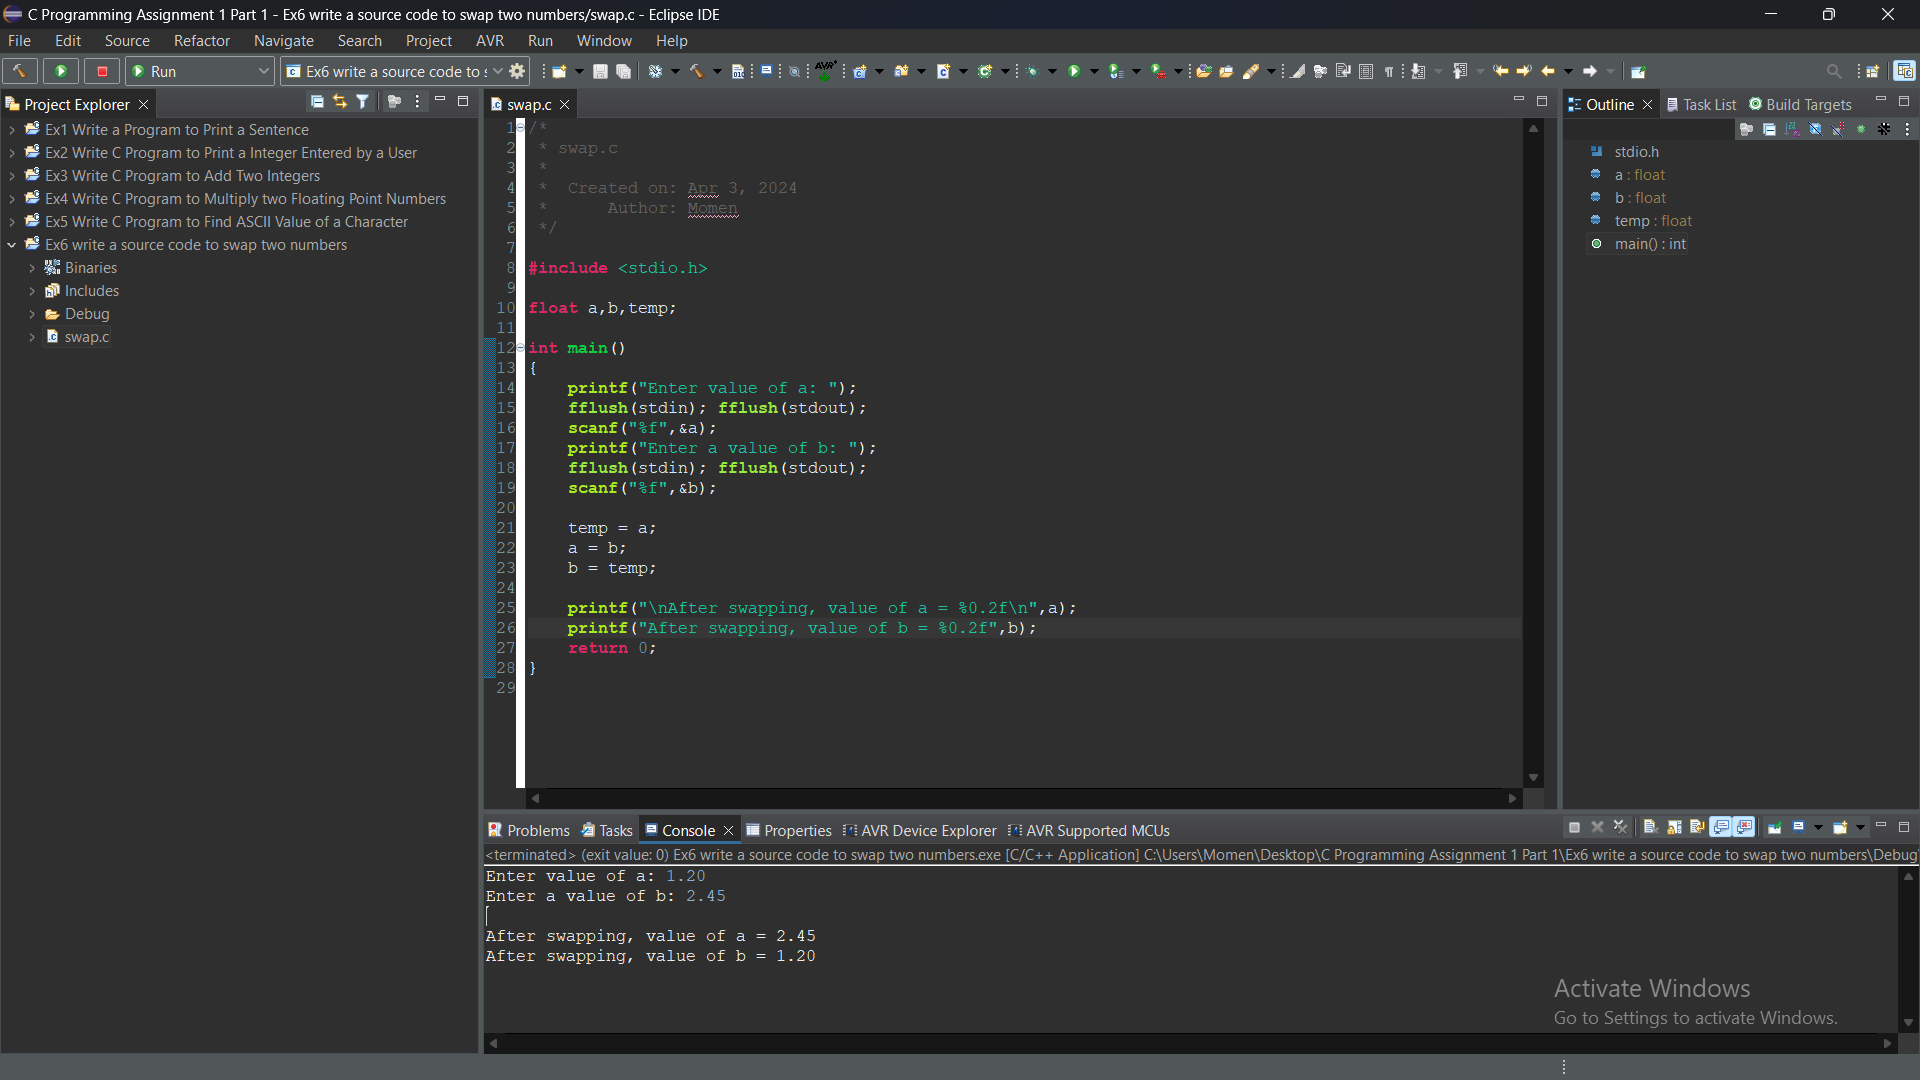 C Programming Assignment 1 Part 1 - Ex6 write a source code to swap two numbers/swap.c - Eclipse IDE
File Edit Source Refactor Navigate Search Project AVR Run Window Help
Run
Ex6 write a source code to s
Project Explorer
Ex1 Write a Program to Print a Sentence
Ex2 Write C Program to Print a Integer Entered by a User
Ex3 Write C Program to Add Two Integers
Ex4 Write C Program to Multiply two Floating Point Numbers
Ex5 Write C Program to Find ASCII Value of a Character
Ex6 write a source code to swap two numbers
Binaries
Includes
Debug
swap.c
swap.c
1 /*
2 * swap.c
3 *
4 * Created on: Apr 3, 2024
5 * Author: Momen
6 */
7
8 #include <stdio.h>
9
10 float a,b,temp;
11
12 int main()
13 {
14 printf("Enter value of a: ");
15 fflush(stdin); fflush(stdout);
16 scanf("%f",&a);
17 printf("Enter a value of b: ");
18 fflush(stdin); fflush(stdout);
19 scanf("%f",&b);
20
21 temp = a;
22 a = b;
23 b = temp;
24
25 printf("\nAfter swapping, value of a = %0.2f\n",a);
26 printf("After swapping, value of b = %0.2f",b);
27 return 0;
28 }
29
Outline Task List Build Targets
stdio.h
a : float
b : float
temp : float
main() : int
Problems Tasks Console Properties AVR Device Explorer AVR Supported MCUs
<terminated> (exit value: 0) Ex6 write a source code to swap two numbers.exe [C/C++ Application] C:\Users\Momen\Desktop\C Programming Assignment 1 Part 1\Ex6 write a source code to swap two numbers\Debug
Enter value of a: 1.20
Enter a value of b: 2.45
After swapping, value of a = 2.45
After swapping, value of b = 1.20
Activate Windows
Go to Settings to activate Windows.